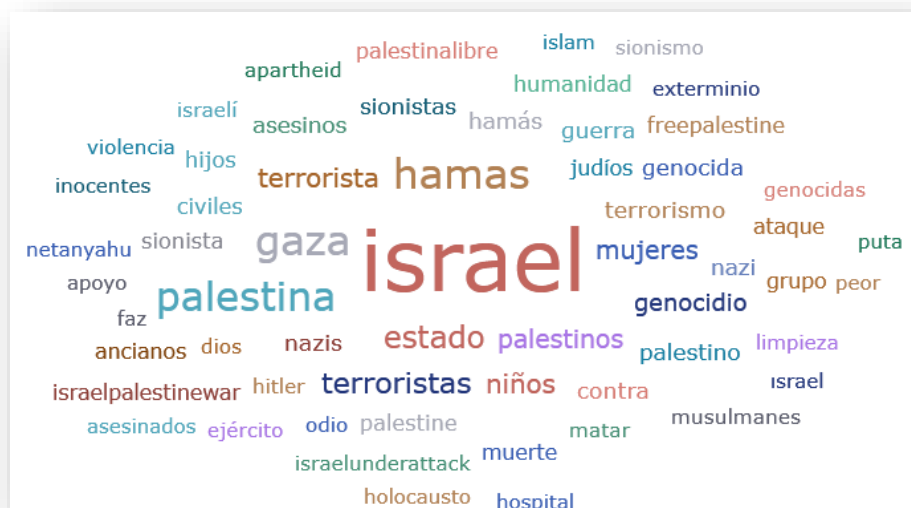 islam sionismo
palestinalibre
apartheid
humanidad exterminio
israelí sionistas
asesinos hamás guerra freepalestine
violencia hijos
terrorista hamas judíos genocida
inocentes genocidas
civiles terrorismo
ataque
netanyahu sionista gaza israel mujeres puta
nazi
apoyo palestina genocidio grupo peor
faz
ancianos dios nazis estado palestinos palestino limpieza
israelpalestinewar hitler terroristas niños contra ısrael
asesinados ejército odio palestine matar musulmanes
israelunderattack muerte
holocausto hospital